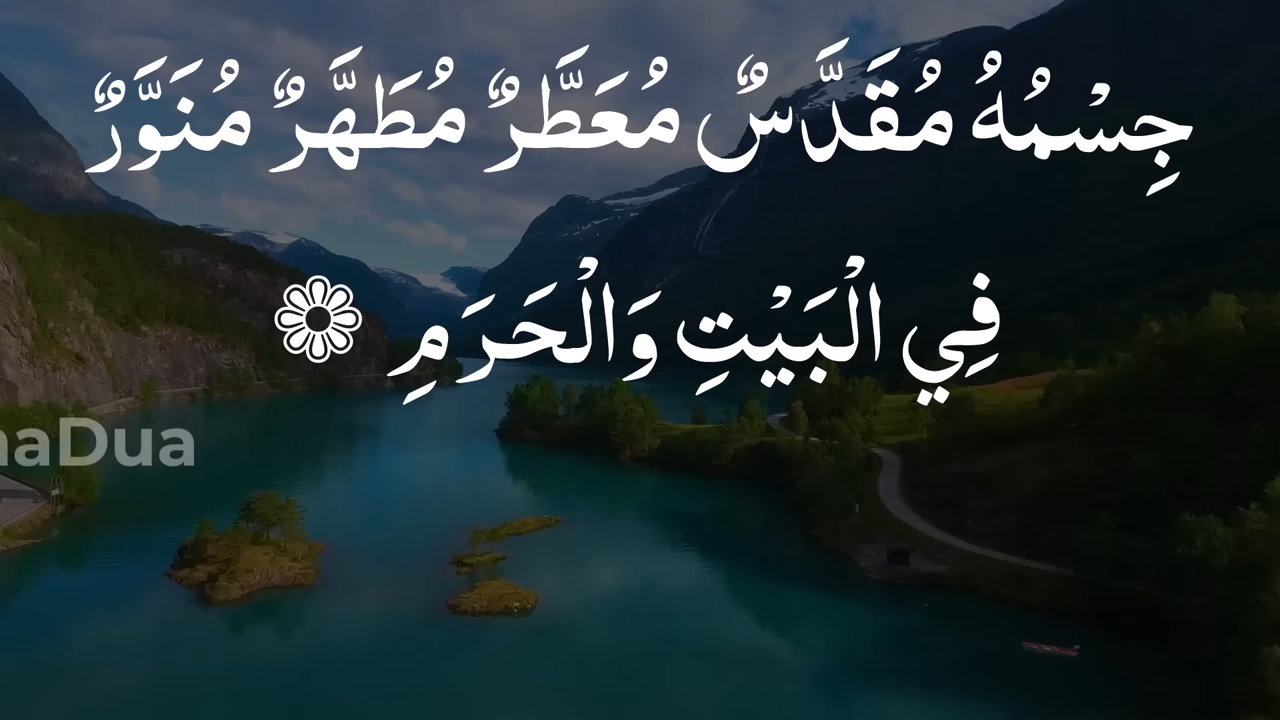 جِسْمُهُ مُقَدَّسٌ مُعَطَّرٌ مُطَهَّرٌ مُنَوَّرٌ
فِي الْبَيْتِ وَالْحَرَمِ ۞
aDua